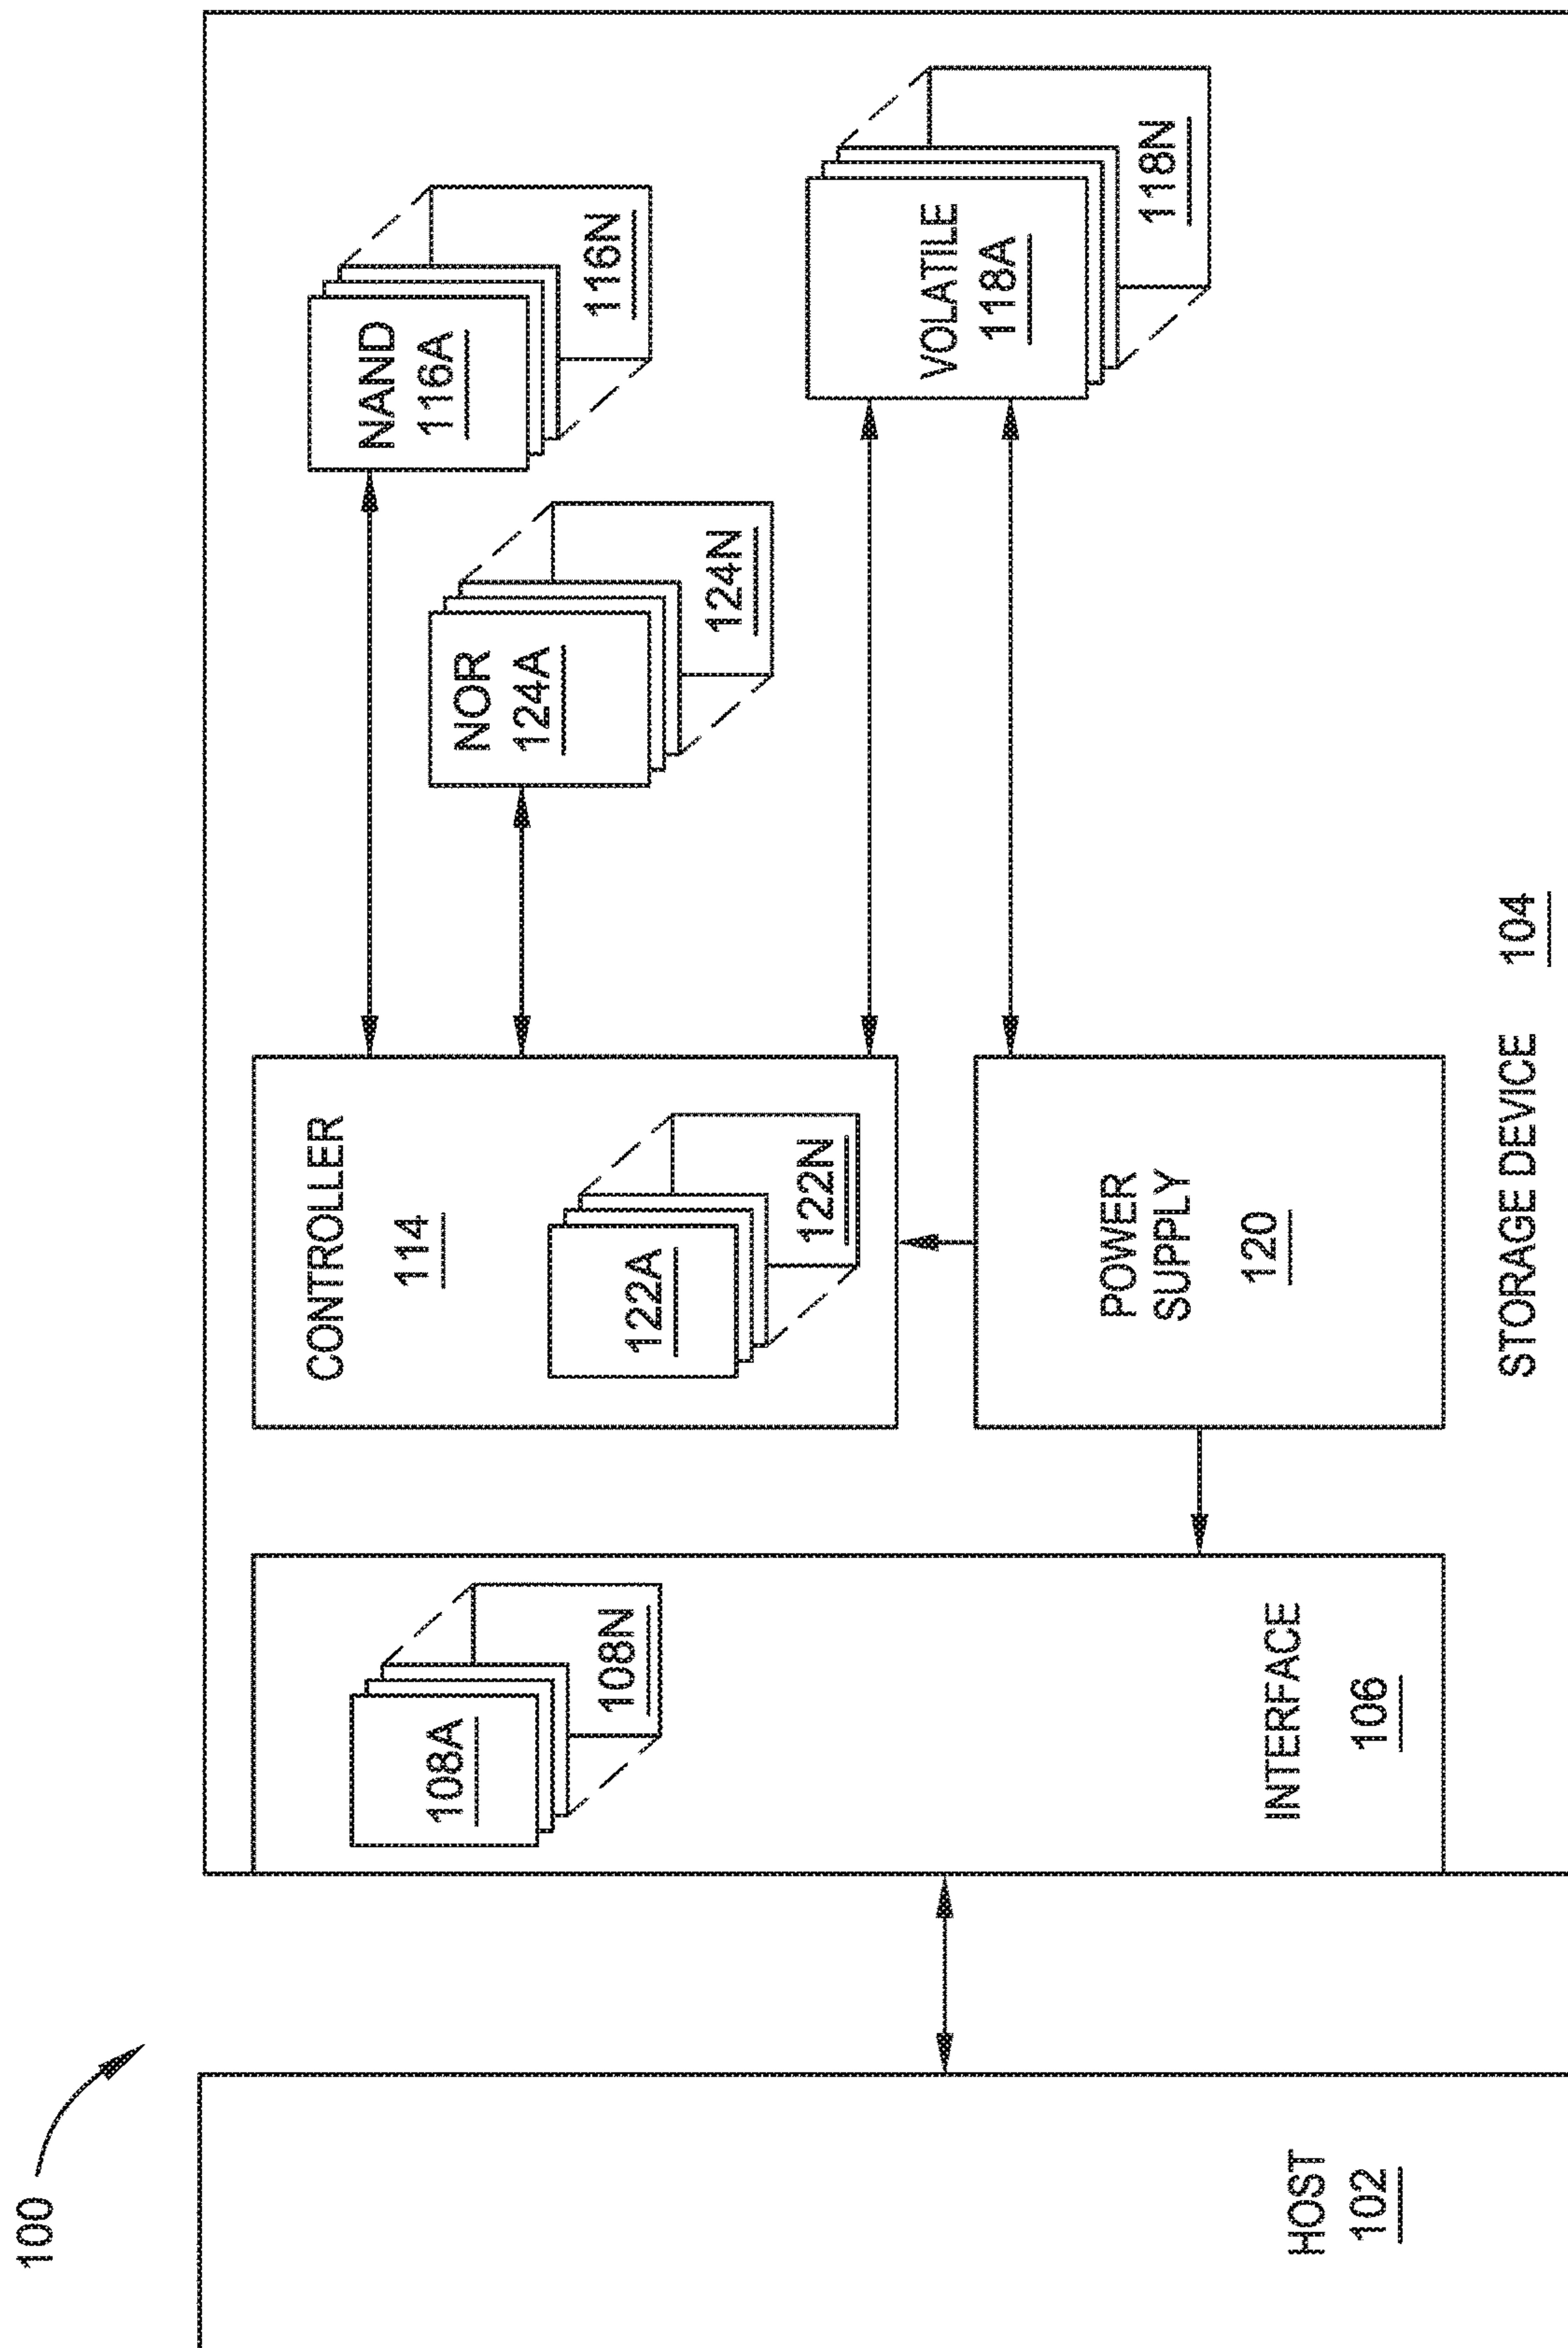 100
HOST
102
INTERFACE
106
108A
108N
CONTROLLER
114
122A
122N
POWER
SUPPLY
120
NAND
116A
116N
NOR
124A
124N
VOLATILE
118A
118N
STORAGE DEVICE 104